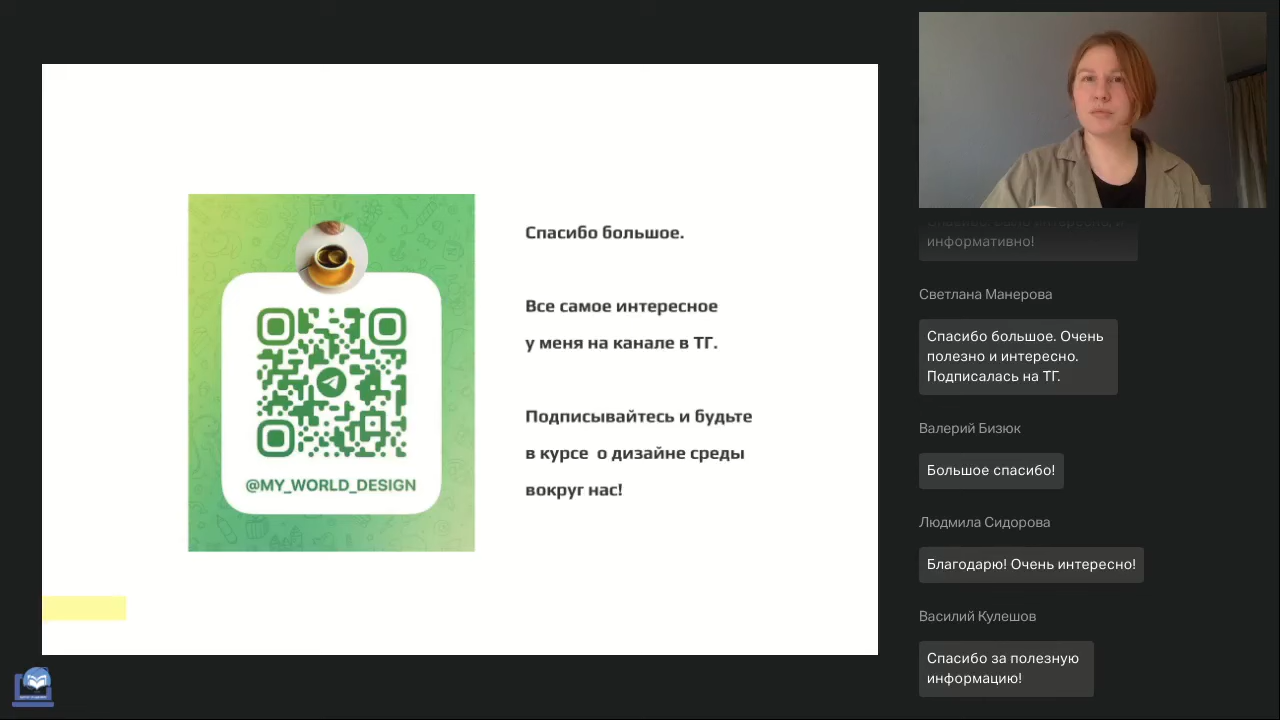 @MY_WORLD_DESIGN
Спасибо большое.
Все самое интересное
у меня на канале в ТГ.
Подписывайтесь и будьте
в курсе о дизайне среды
вокруг нас!
информативно!
Светлана Манерова
Спасибо большое. Очень
полезно и интересно.
Подписалась на ТГ.
Валерий Бизюк
Большое спасибо!
Людмила Сидорова
Благодарю! Очень интересно!
Василий Кулешов
Спасибо за полезную
информацию!